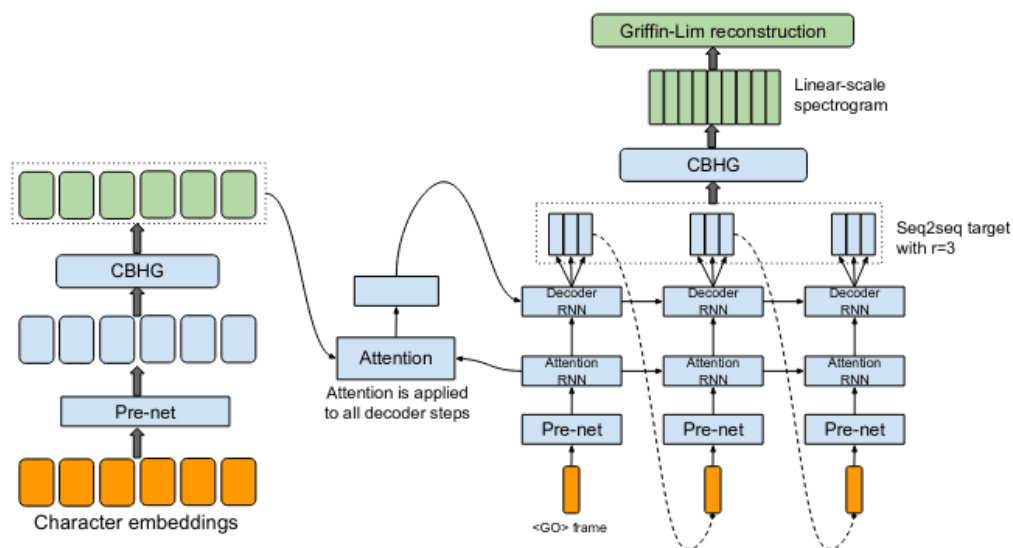 Griffin-Lim reconstruction
Linear-scale
spectrogram
CBHG
Seq2seq target
with r=3
CBHG
Decoder
RNN
Decoder
RNN
Decoder
RNN
Attention
Attention
RNN
Attention
RNN
Attention
RNN
Attention is applied
to all decoder steps
Pre-net
Pre-net
Pre-net
Pre-net
Character embeddings
<GO> frame